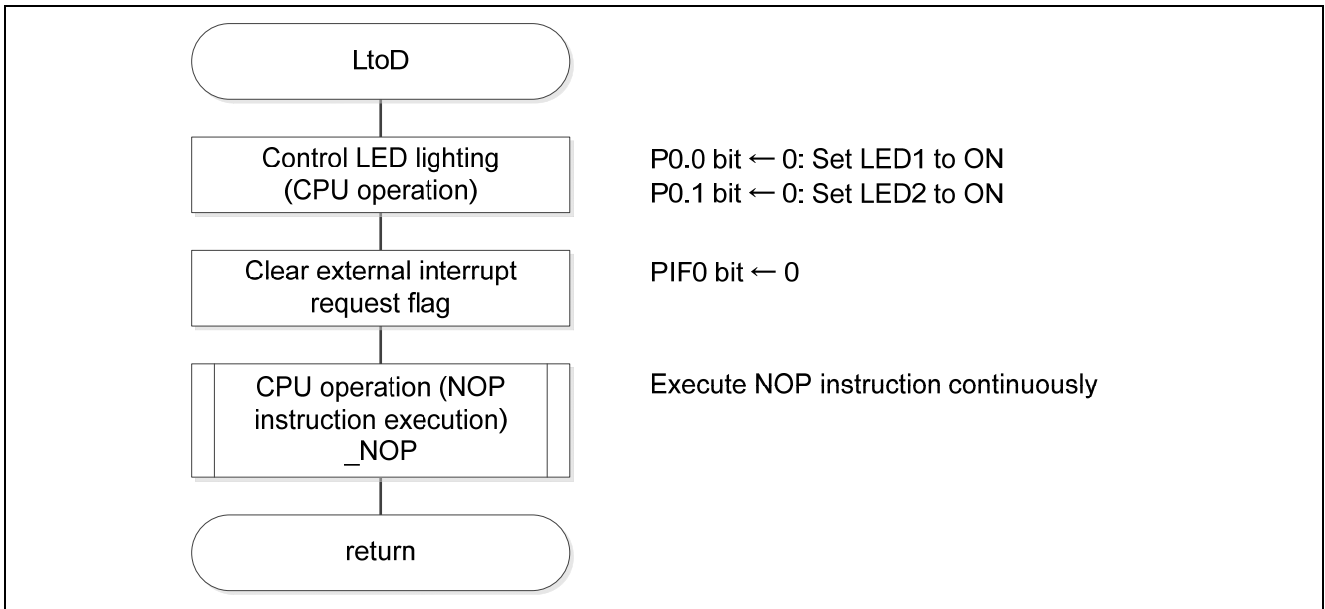 LtoD
Control LED lighting
(CPU operation)
P0.0 bit ← 0: Set LED1 to ON
P0.1 bit ← 0: Set LED2 to ON
Clear external interrupt
request flag
PIF0 bit ← 0
CPU operation (NOP
instruction execution)
_NOP
Execute NOP instruction continuously
return